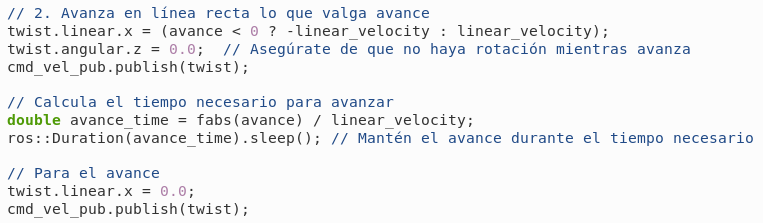 // 2. Avanza en línea recta lo que valga avance
twist.linear.x = (avance < 0 ? -linear_velocity : linear_velocity);
twist.angular.z = 0.0;  // Asegúrate de que no haya rotación mientras avanza
cmd_vel_pub.publish(twist);

// Calcula el tiempo necesario para avanzar
double avance_time = fabs(avance) / linear_velocity;
ros::Duration(avance_time).sleep(); // Mantén el avance durante el tiempo necesario

// Para el avance
twist.linear.x = 0.0;
cmd_vel_pub.publish(twist);